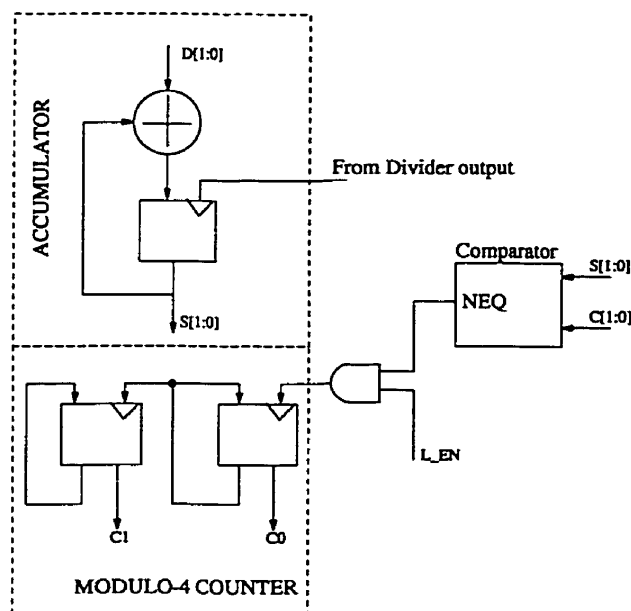 D[1:0]
ACCUMULATOR
From Divider output
S[1:0]
Comparator
NEQ
S[1:0]
C[1:0]
L_EN
C1
C0
MODULO-4 COUNTER